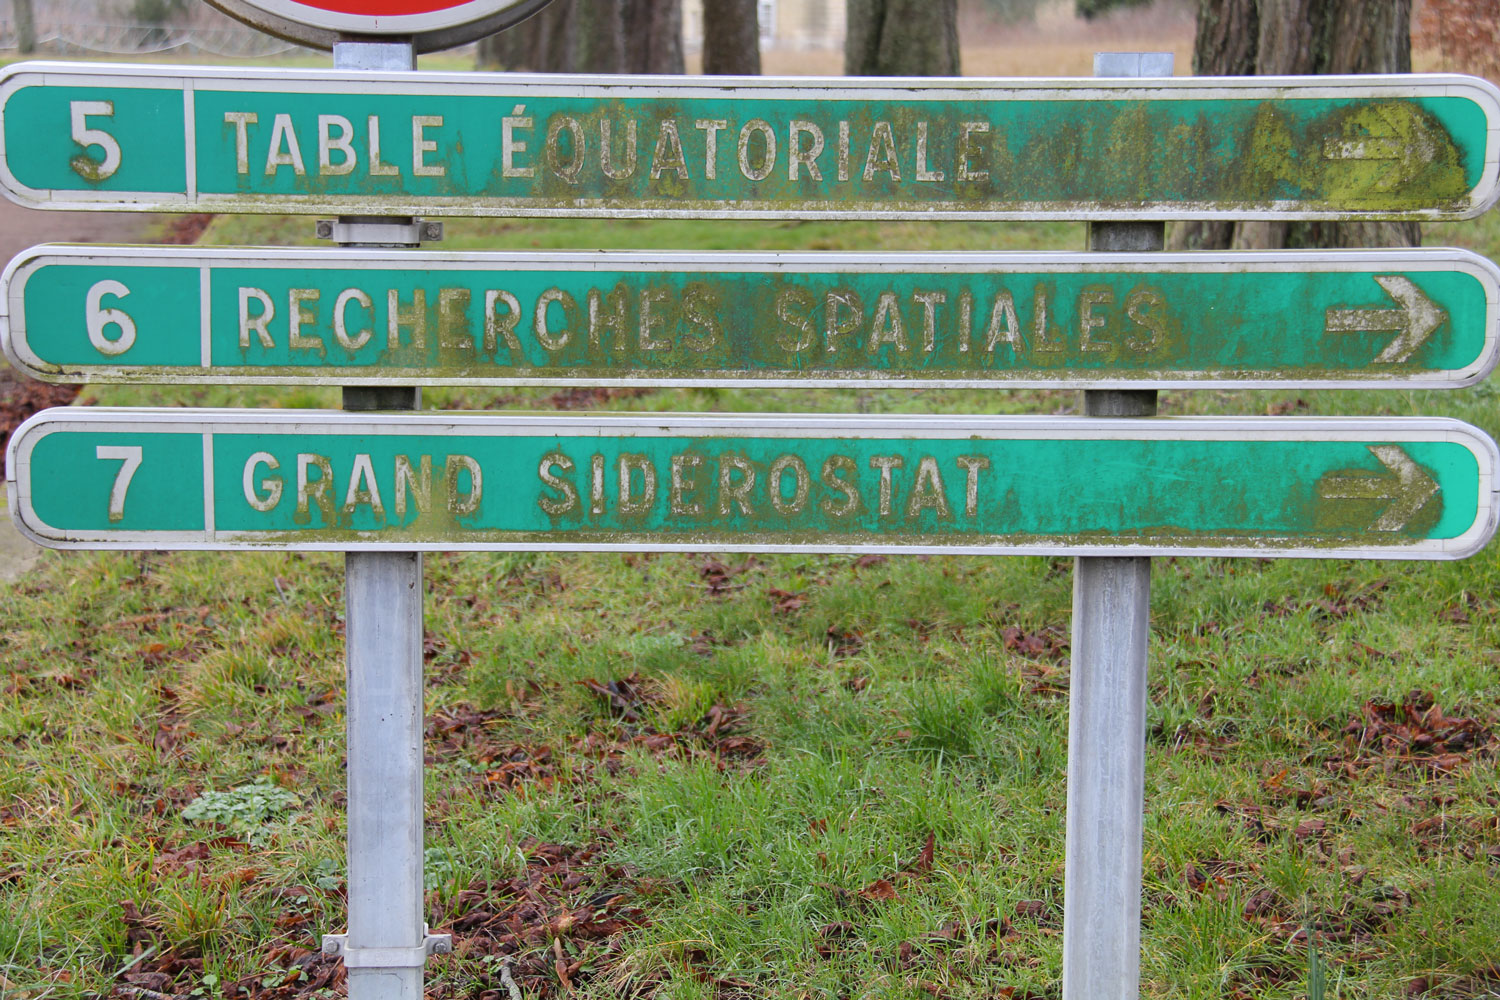 5 TABLE ÉQUATORIALE →
6 RECHERCHES SPATIALES →
7 GRAND SIDEROSTAT →